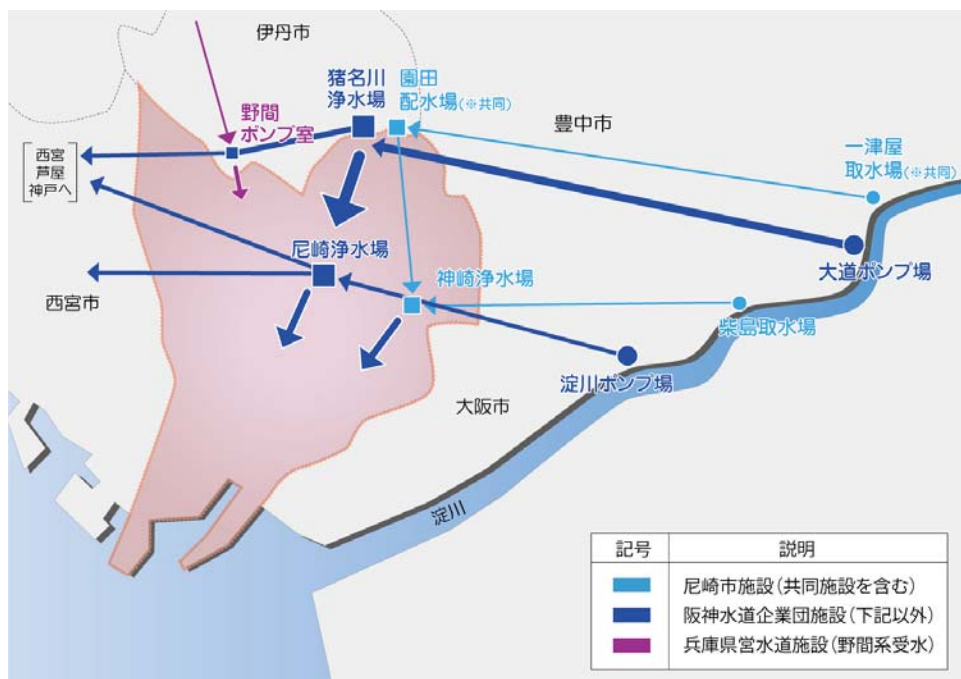 伊丹市
猪名川
浄水場
園田
配水場(※共同)
野間
ポンプ室
豊中市
一津屋
取水場(※共同)
西宮
芦屋
神戸へ
尼崎浄水場
大道ポンプ場
神崎浄水場
西宮市
柴島取水場
淀川ポンプ場
大阪市
淀川
記号 説明
尼崎市施設(共同施設を含む)
阪神水道企業団施設(下記以外)
兵庫県営水道施設(野間系受水)